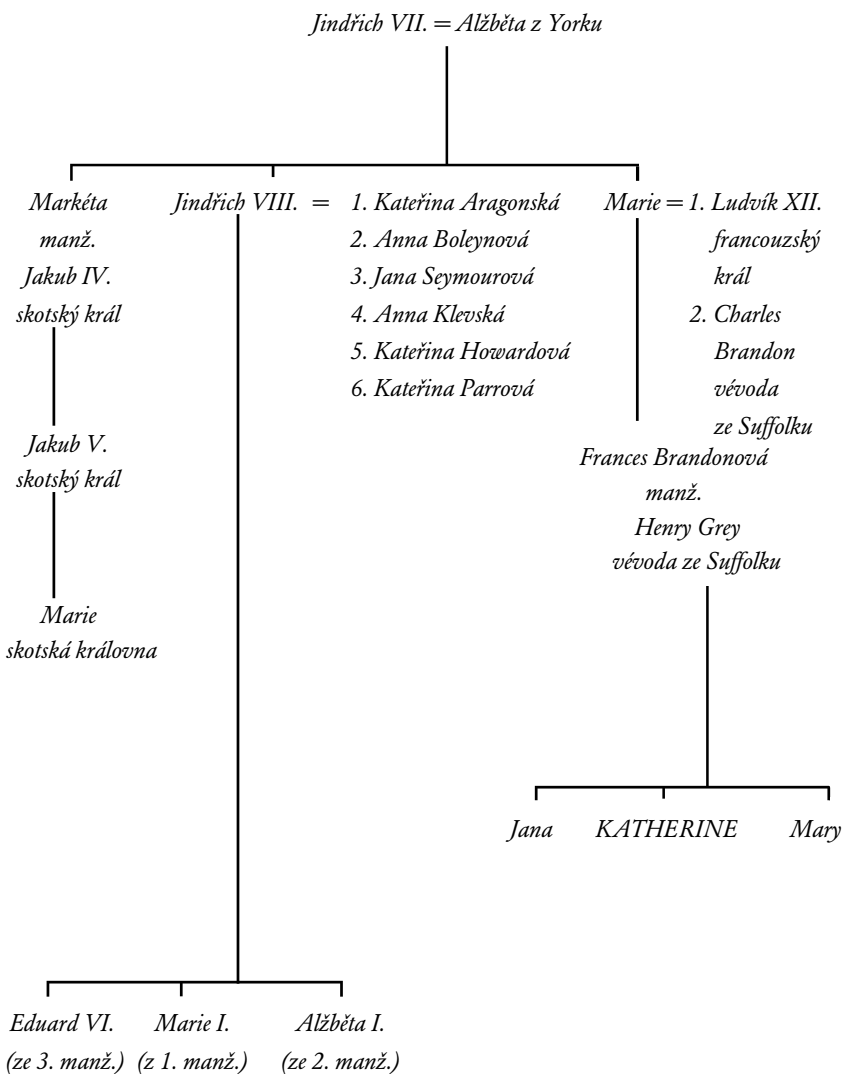 Jindřich VII. = Alžběta z Yorku
Markéta
manž.
Jakub IV.
skotský král
Jakub V.
skotský král
Marie
skotská královna
Jindřich VIII. =
1. Kateřina Aragonská
2. Anna Boleynová
3. Jana Seymourová
4. Anna Klevská
5. Kateřina Howardová
6. Kateřina Parrová
Marie = 1. Ludvík XII.
francouzský
král
2. Charles
Brandon
vévoda
ze Suffolku
Frances Brandonová
manž.
Henry Grey
vévoda ze Suffolku
Jana KATHERINE Mary
Eduard VI. Marie I. Alžběta I.
(ze 3. manž.) (z 1. manž.) (ze 2. manž.)